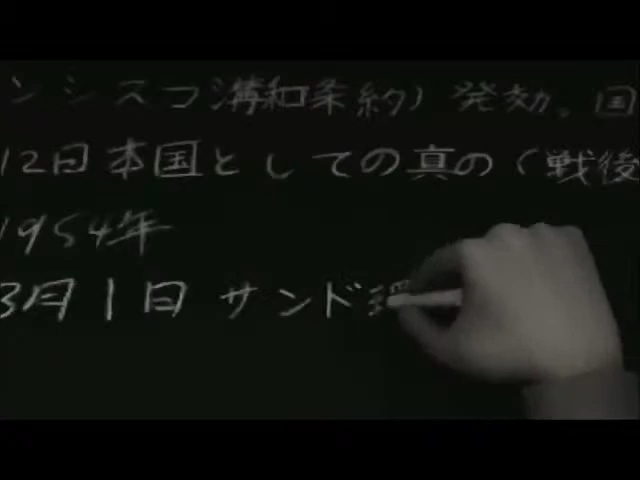 ンシスコ溝和条約）発効。国
12日本国としての真の（戦後
1954年
3月1日 サンド